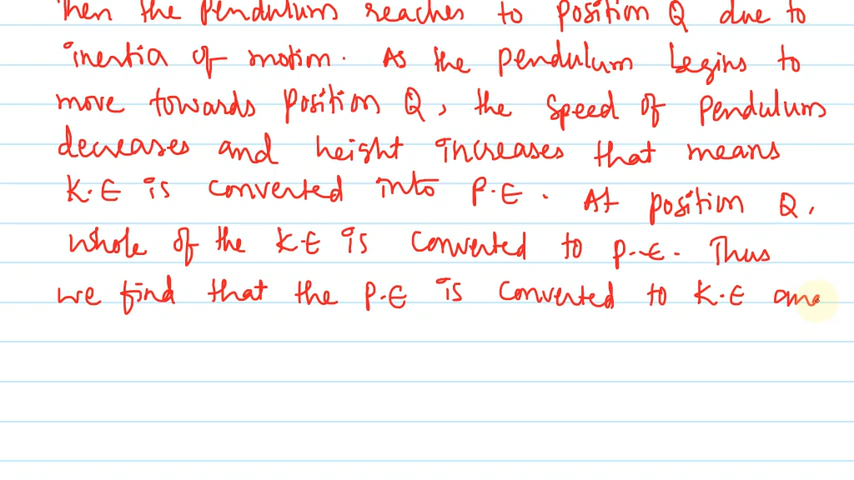 Then the Pendulum reaches to position Q due to
inertia of motion. As the pendulum begins to
move towards position Q, the speed of pendulum
decreases and height increases that means
K.E is converted into P.E. At position Q,
whole of the K.E is converted to P.E. Thus
we find that the P.E is converted to K.E and